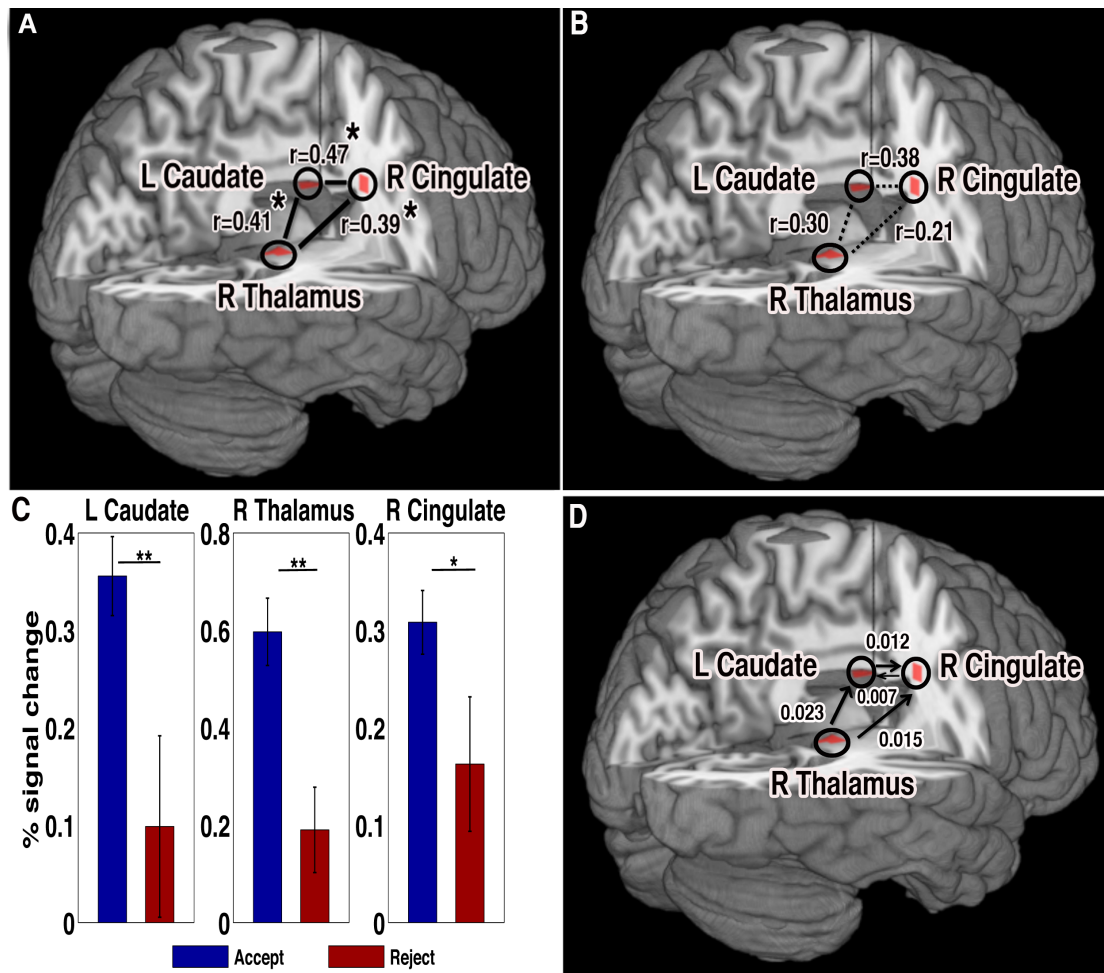 A
*
r=0.47
L Caudate
R Cingulate
*
r=0.41
r=0.39
*
R Thalamus
B
r=0.38
L Caudate
R Cingulate
r=0.30
r=0.21
R Thalamus
C
L Caudate
R Thalamus
R Cingulate
% signal change
0.4
0.3
0.2
0.1
0
**
0.8
0.6
0.4
0.2
0
**
0.4
0.3
0.2
0.1
0
*
Accept
Reject
D
0.012
L Caudate
R Cingulate
0.007
0.023
0.015
R Thalamus